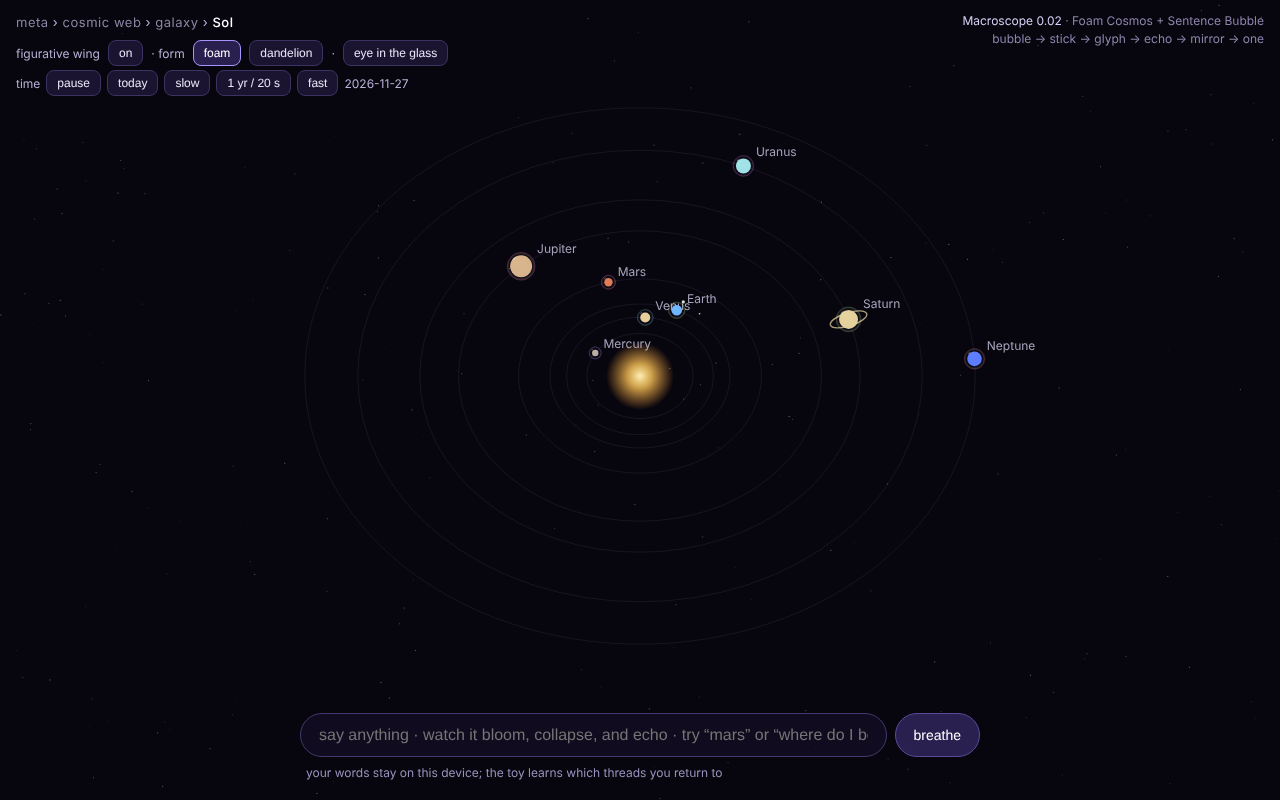 meta › cosmic web › galaxy › Sol
Macroscope 0.02 · Foam Cosmos + Sentence Bubble
bubble → stick → glyph → echo → mirror → one
figurative wing on · form foam dandelion · eye in the glass
time pause today slow 1 yr / 20 s fast 2026-11-27
Uranus
Jupiter
Mars
Venus
Earth
Saturn
Mercury
Neptune
say anything · watch it bloom, collapse, and echo · try “mars” or “where do I b
breathe
your words stay on this device; the toy learns which threads you return to